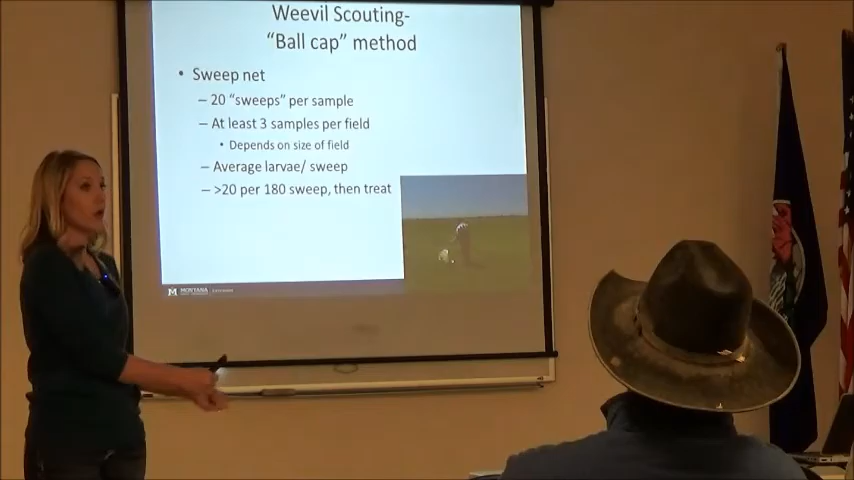 Weevil Scouting-
"Ball cap" method
• Sweep net
– 20 "sweeps" per sample
– At least 3 samples per field
• Depends on size of field
– Average larvae/ sweep
– >20 per 180 sweep, then treat
M MONTANA